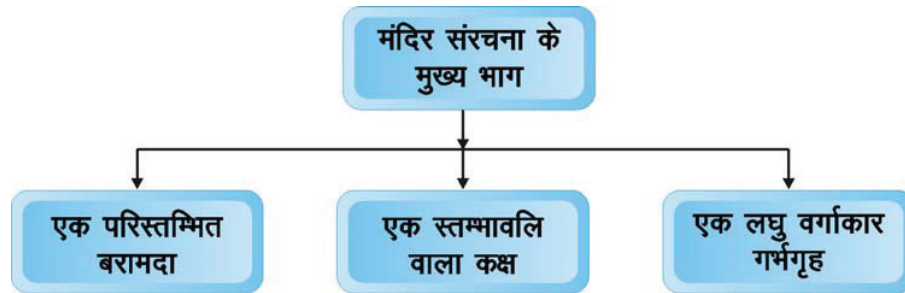 मंदिर संरचना के
मुख्य भाग
एक परिस्तम्भित
बरामदा
एक स्तम्भावलि
वाला कक्ष
एक लघु वर्गाकार
गर्भगृह